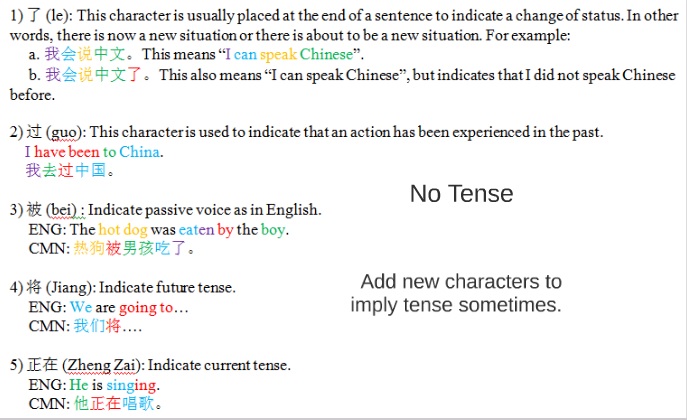 1) 了 (le): This character is usually placed at the end of a sentence to indicate a change of status. In other
words, there is now a new situation or there is about to be a new situation. For example:
a. 我会说中文。This means “I can speak Chinese”.
b. 我会说中文了。This also means “I can speak Chinese”, but indicates that I did not speak Chinese
before.
2) 过 (guo): This character is used to indicate that an action has been experienced in the past.
I have been to China.
我去过中国。
3) 被 (bei) : Indicate passive voice as in English.
ENG: The hot dog was eaten by the boy.
CMN: 热狗被男孩吃了。
4) 将 (Jiang): Indicate future tense.
ENG: We are going to…
CMN: 我们将….
5) 正在 (Zheng Zai): Indicate current tense.
ENG: He is singing.
CMN: 他正在唱歌。
No Tense
Add new characters to
imply tense sometimes.